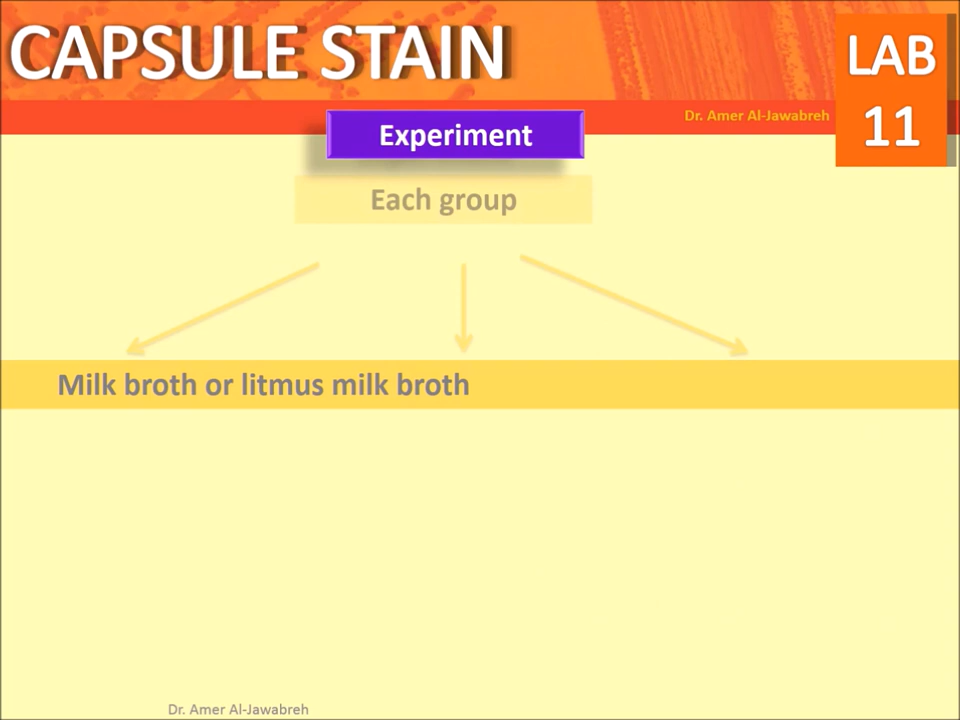 CAPSULE STAIN
LAB
11
Dr. Amer Al-Jawabreh
Experiment
Each group
Milk broth or litmus milk broth
Dr. Amer Al-Jawabreh